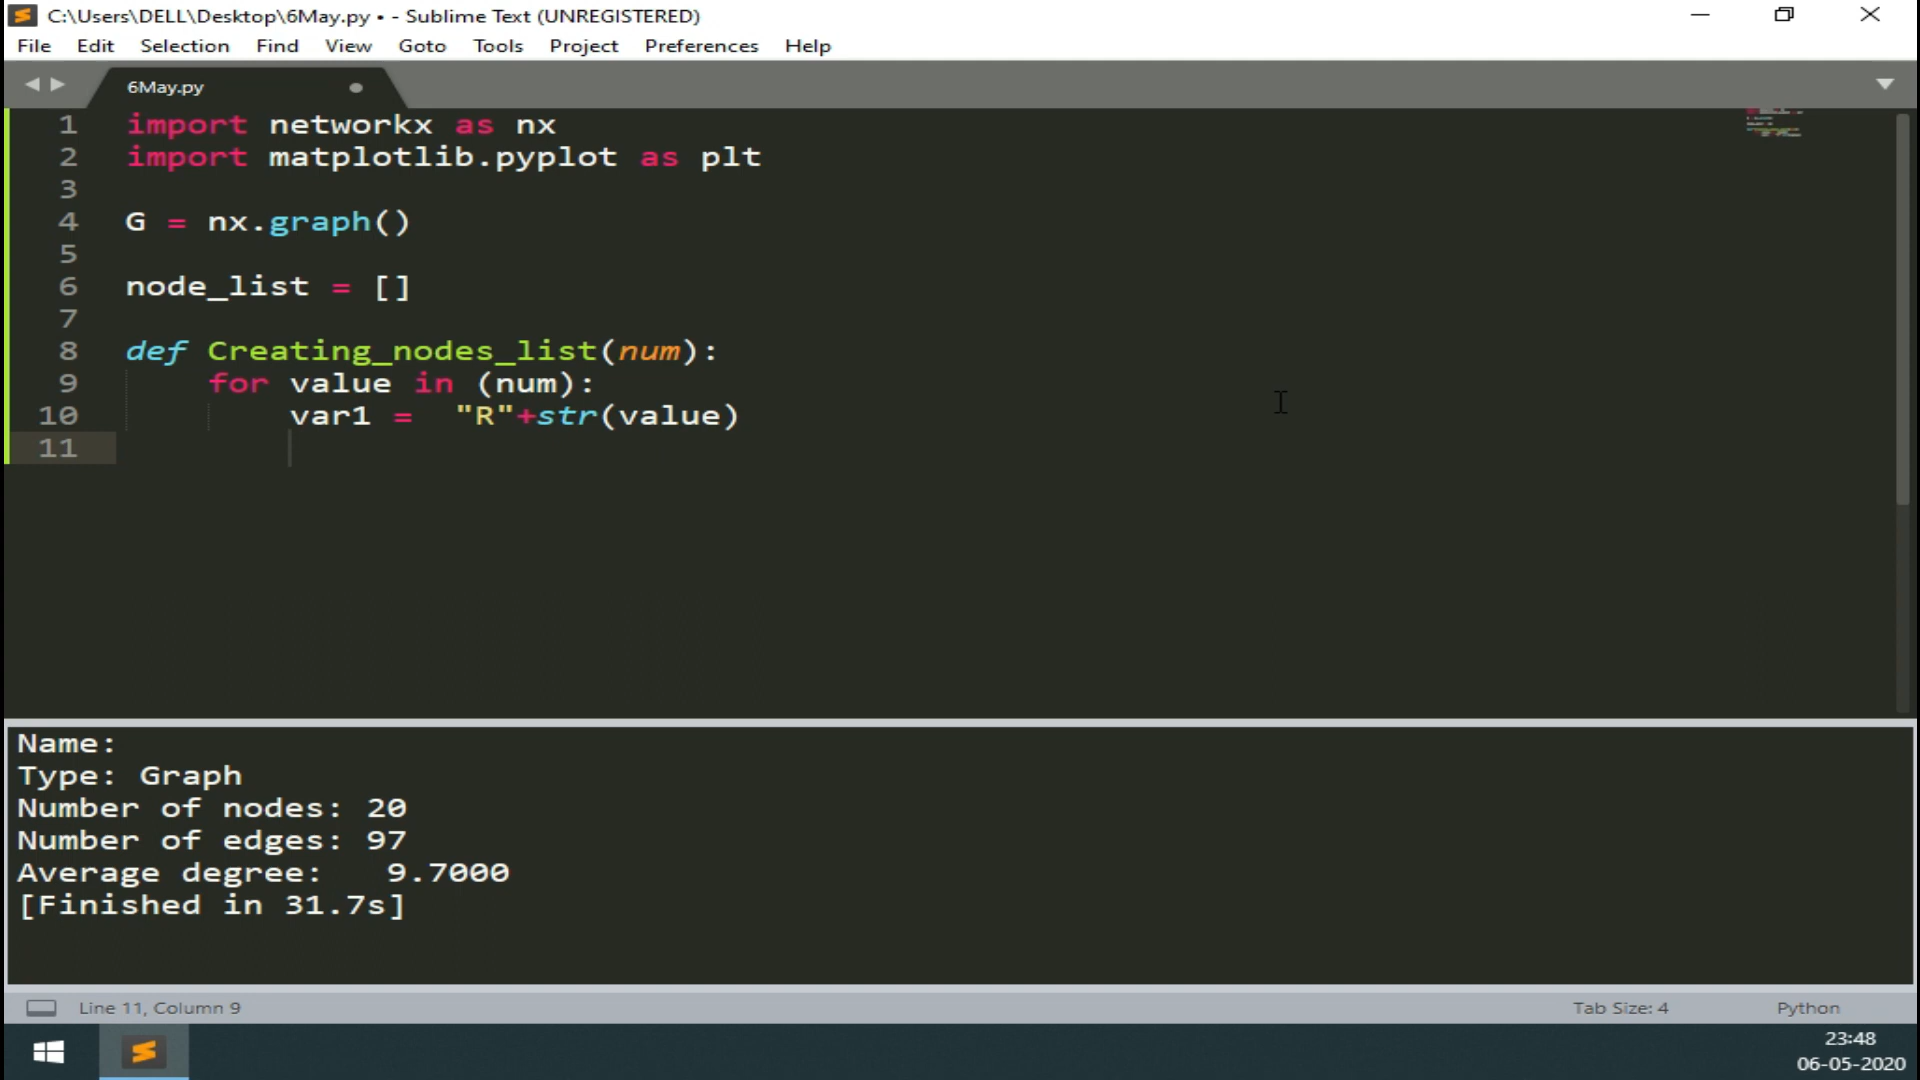 C:\Users\DELL\Desktop\6May.py • - Sublime Text (UNREGISTERED)
File Edit Selection Find View Goto Tools Project Preferences Help
6May.py
1 import networkx as nx
2 import matplotlib.pyplot as plt
3
4 G = nx.graph()
5
6 node_list = []
7
8 def Creating_nodes_list(num):
9 for value in (num):
10 var1 =  "R"+str(value)
11
Name:
Type: Graph
Number of nodes: 20
Number of edges: 97
Average degree:   9.7000
[Finished in 31.7s]
Line 11, Column 9 Tab Size: 4 Python
23:48
06-05-2020